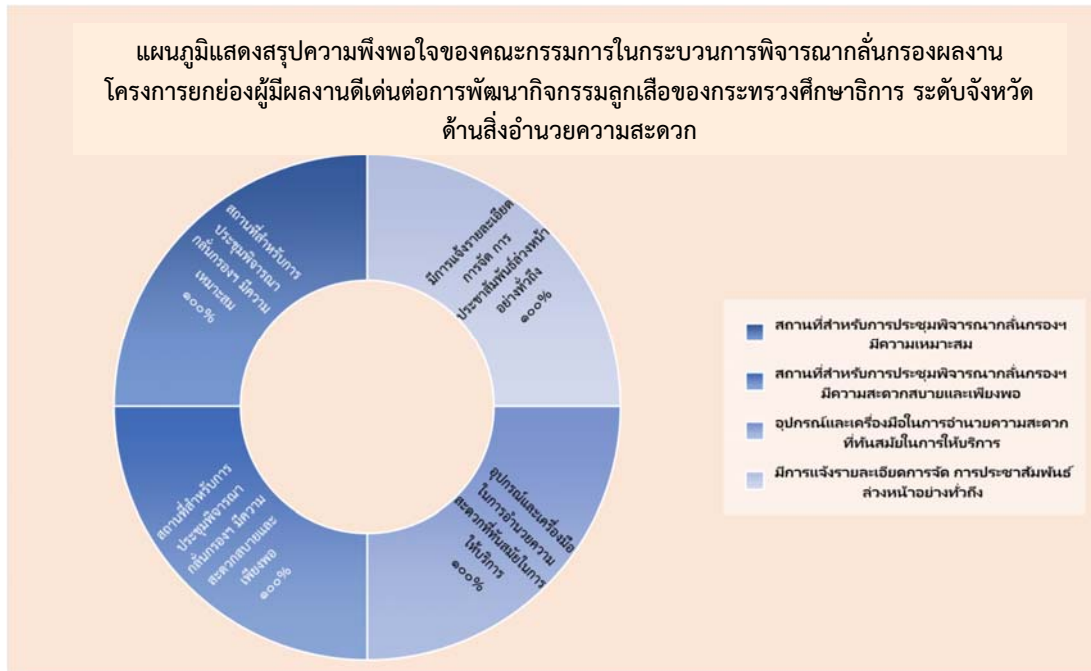 แผนภูมิแสดงสรุปความพึงพอใจของคณะกรรมการในกระบวนการพิจารณากลั่นกรองผลงาน
โครงการยกย่องผู้มีผลงานดีเด่นต่อการพัฒนากิจกรรมลูกเสือของกระทรวงศึกษาธิการ ระดับจังหวัด
ด้านสิ่งอำนวยความสะดวก
สถานที่สำหรับการ
ประชุมพิจารณา
กลั่นกรองฯ มีความ
เหมาะสม
๑๐๐%
มีการแจ้งรายละเอียด
การจัด การ
ประชาสัมพันธ์ล่วงหน้า
อย่างทั่วถึง
๑๐๐%
สถานที่สำหรับการ
ประชุมพิจารณา
กลั่นกรองฯ มีความ
สะดวกสบายและ
เพียงพอ
๑๐๐%
อุปกรณ์และเครื่องมือ
ในการอำนวยความ
สะดวกที่ทันสมัยในการ
ให้บริการ
๑๐๐%
สถานที่สำหรับการประชุมพิจารณากลั่นกรองฯ
มีความเหมาะสม
สถานที่สำหรับการประชุมพิจารณากลั่นกรองฯ
มีความสะดวกสบายและเพียงพอ
อุปกรณ์และเครื่องมือในการอำนวยความสะดวก
ที่ทันสมัยในการให้บริการ
มีการแจ้งรายละเอียดการจัด การประชาสัมพันธ์
ล่วงหน้าอย่างทั่วถึง